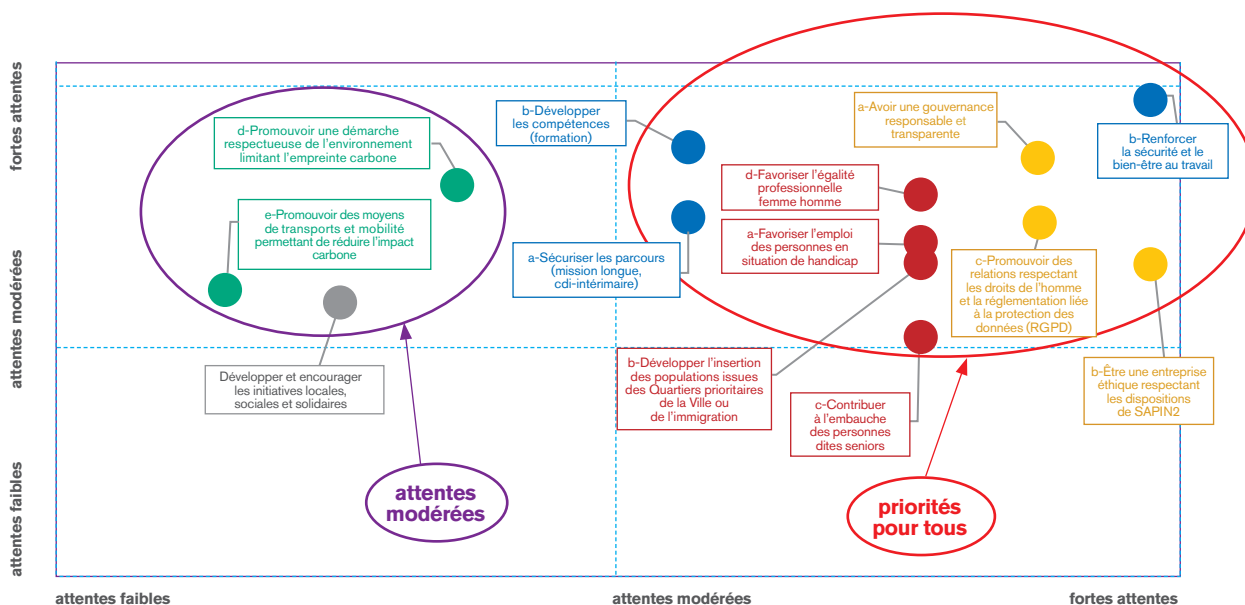 fortes attentes
attentes modérées
attentes faibles
d-Promouvoir une démarche
respectueuse de l'environnement
limitant l'empreinte carbone
e-Promouvoir des moyens
de transports et mobilité
permettant de réduire l'impact
carbone
Développer et encourager
les initiatives locales,
sociales et solidaires
attentes
modérées
b-Développer
les compétences
(formation)
a-Sécuriser les parcours
(mission longue,
cdi-intérimaire)
d-Favoriser l'égalité
professionnelle
femme homme
a-Favoriser l'emploi
des personnes en
situation de handicap
b-Développer l'insertion
des populations issues
des Quartiers prioritaires
de la Ville ou
de l'immigration
c-Contribuer
à l'embauche
des personnes
dites seniors
a-Avoir une gouvernance
responsable et
transparente
c-Promouvoir des
relations respectant
les droits de l'homme
et la réglementation liée
à la protection des
données (RGPD)
b-Renforcer
la sécurité et le
bien-être au travail
b-Être une entreprise
éthique respectant
les dispositions
de SAPIN2
priorités
pour tous
attentes faibles
attentes modérées
fortes attentes